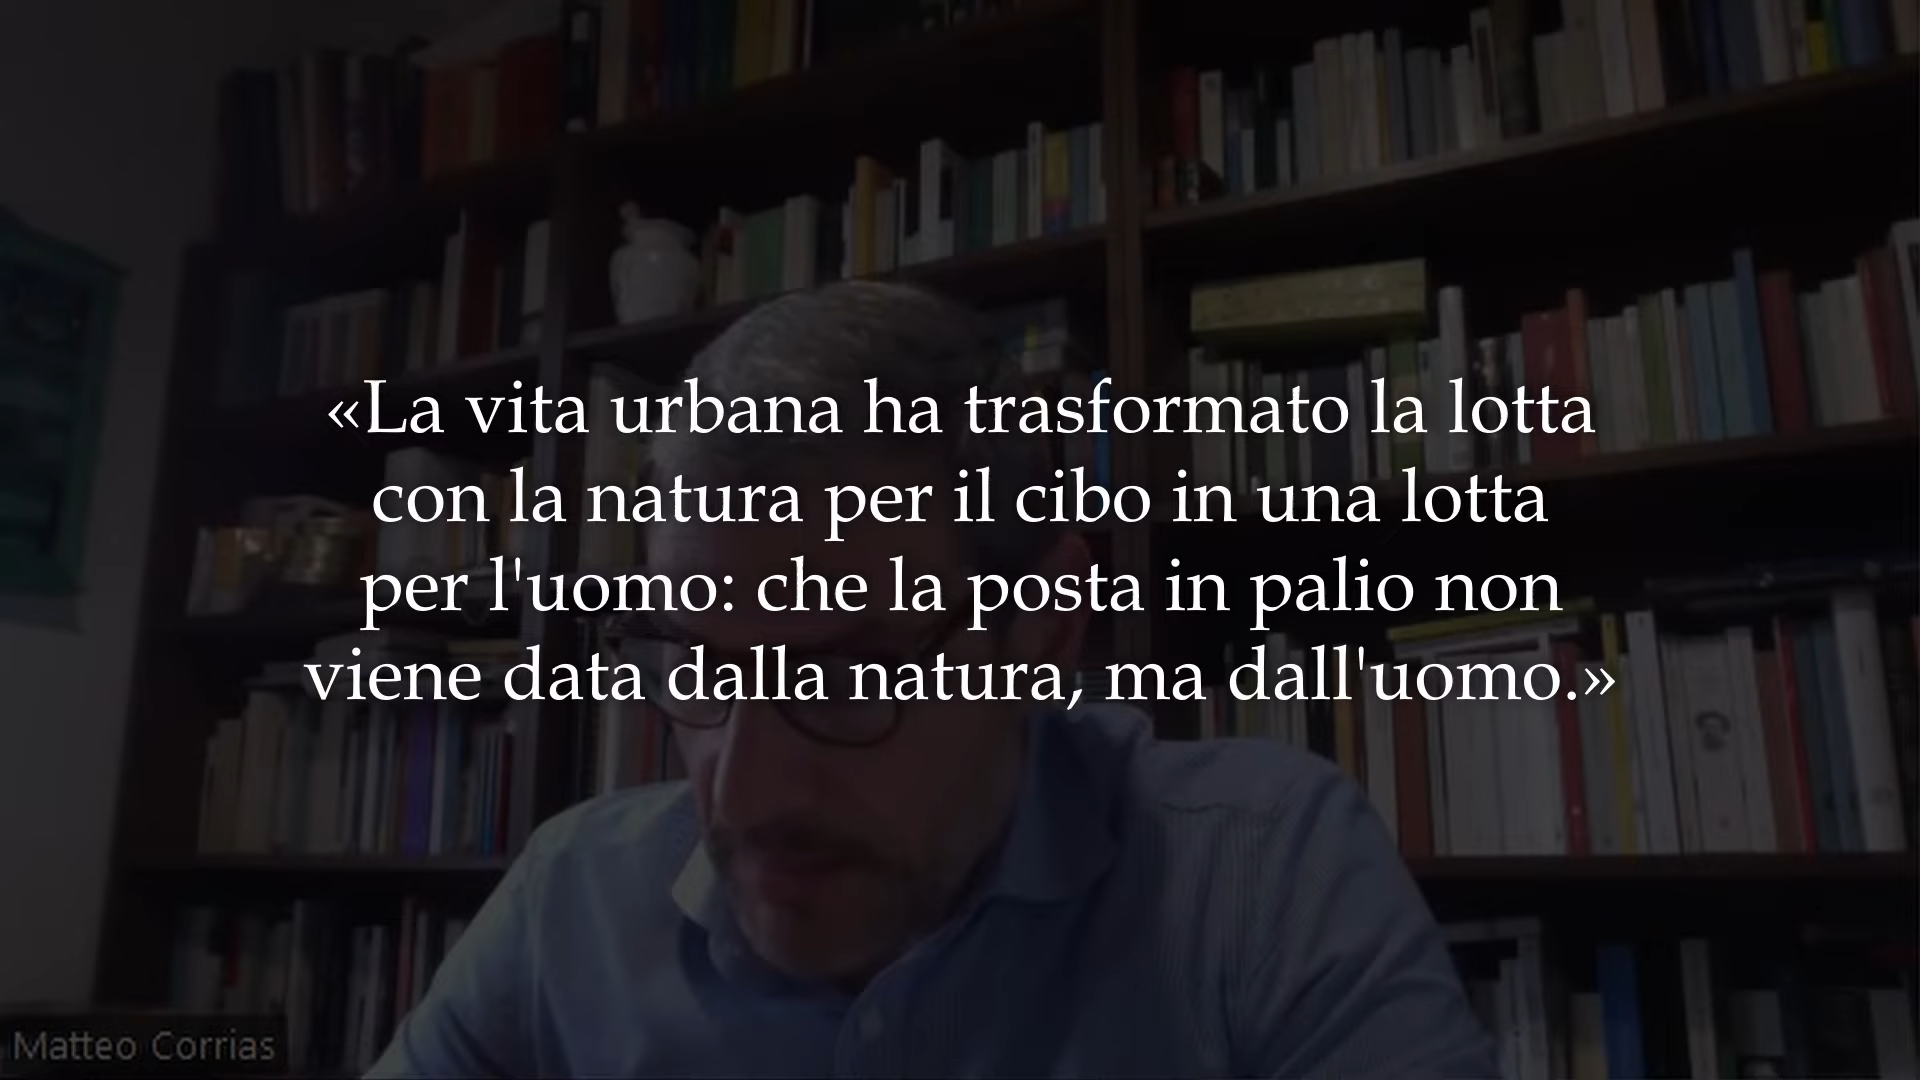 «La vita urbana ha trasformato la lotta
con la natura per il cibo in una lotta
per l'uomo: che la posta in palio non
viene data dalla natura, ma dall'uomo.»
Matteo Corrias